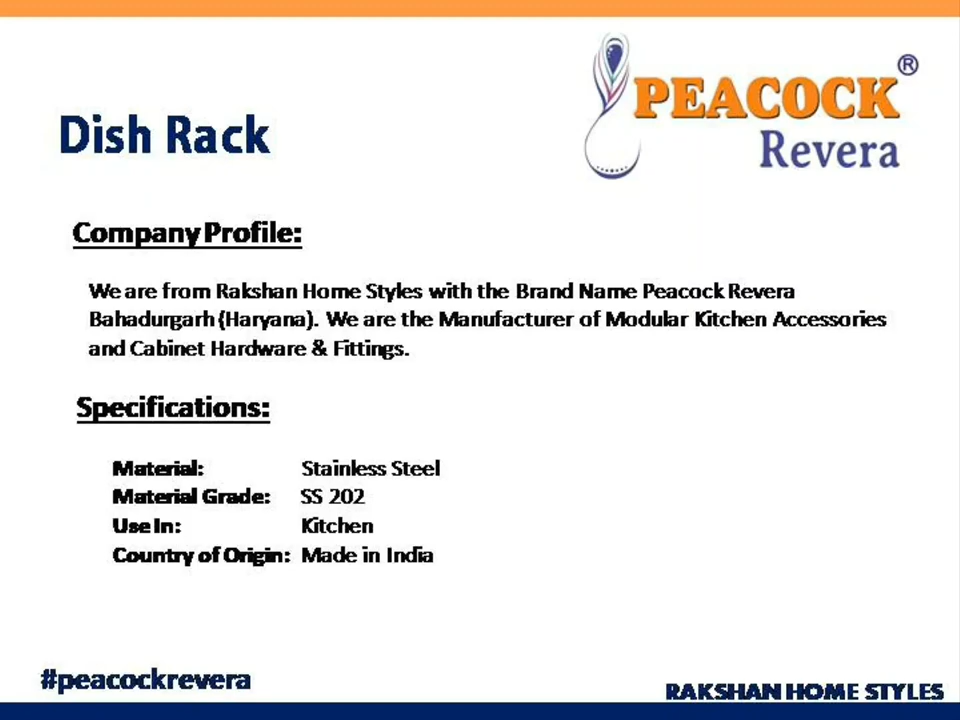 PEACOCK ®
Revera
Dish Rack
Company Profile:
We are from Rakshan Home Styles with the Brand Name Peacock Revera
Bahadurgarh (Haryana). We are the Manufacturer of Modular Kitchen Accessories
and Cabinet Hardware & Fittings.
Specifications:
Material: Stainless Steel
Material Grade: SS 202
Use In: Kitchen
Country of Origin: Made in India
#peacockrevera
RAKSHAN HOME STYLES